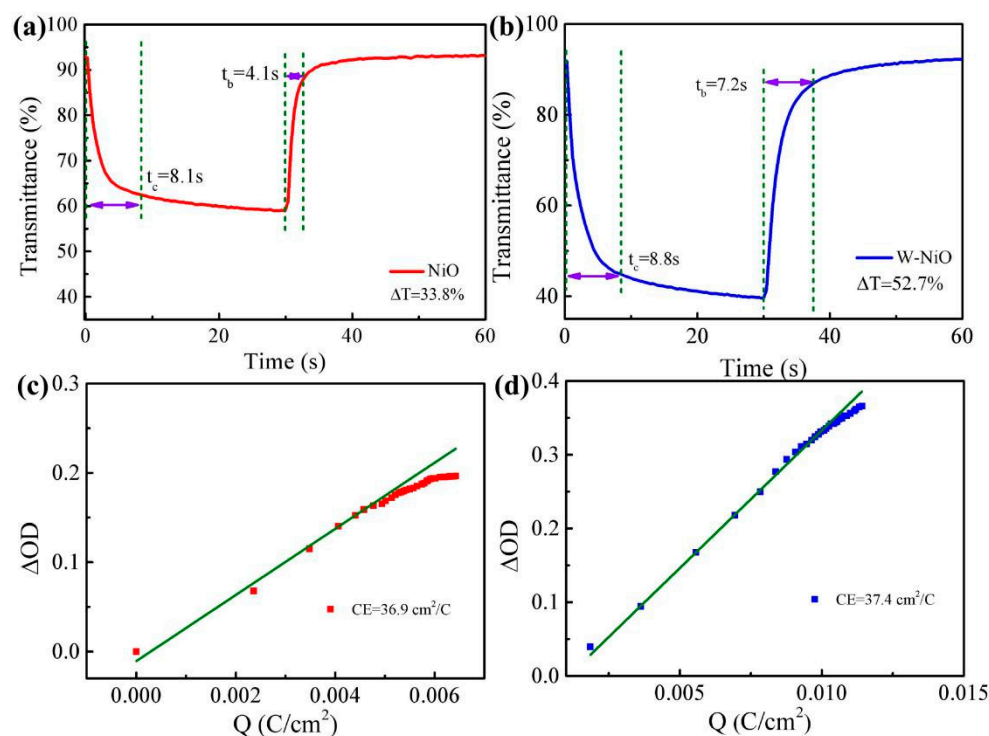 (a)
100
90
80
70
60
50
40
Transmittance (%)
t_b=4.1s
t_c=8.1s
NiO
ΔT=33.8%
0
20
40
60
Time (s)
(b)
100
80
60
40
Transmittance (%)
t_b=7.2s
t_c=8.8s
W-NiO
ΔT=52.7%
0
20
40
60
Time (s)
(c)
0.3
0.2
0.1
0.0
ΔOD
CE=36.9 cm²/C
0.000
0.002
0.004
0.006
Q (C/cm²)
(d)
0.4
0.3
0.2
0.1
0.0
ΔOD
CE=37.4 cm²/C
0.005
0.010
0.015
Q (C/cm²)